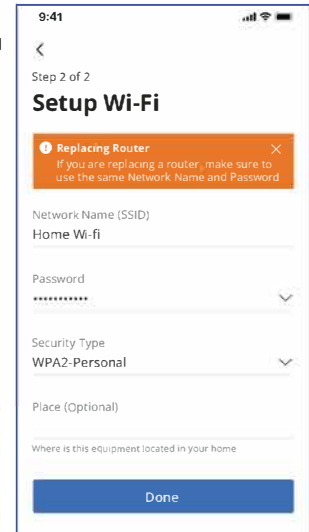 9:41
Step 2 of 2
Setup Wi-Fi
Replacing Router
If you are replacing a router, make sure to
use the same Network Name and Password
Network Name (SSID)
Home Wi-fi
Password
•••••••••••
Security Type
WPA2-Personal
Place (Optional)
Where is this equipment located in your home
Done